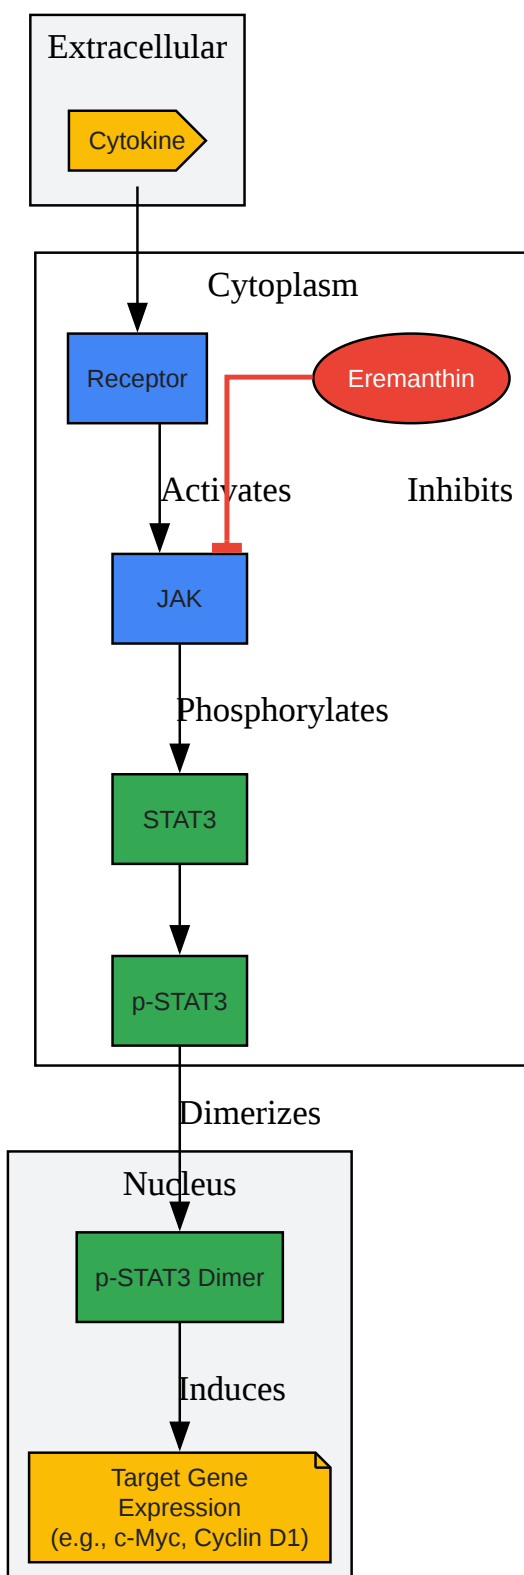 Extracellular
Cytokine
Cytoplasm
Receptor
Eremanthin
Activates
Inhibits
JAK
Phosphorylates
STAT3
p-STAT3
Dimerizes
Nucleus
p-STAT3 Dimer
Induces
Target Gene
Expression
(e.g., c-Myc, Cyclin D1)